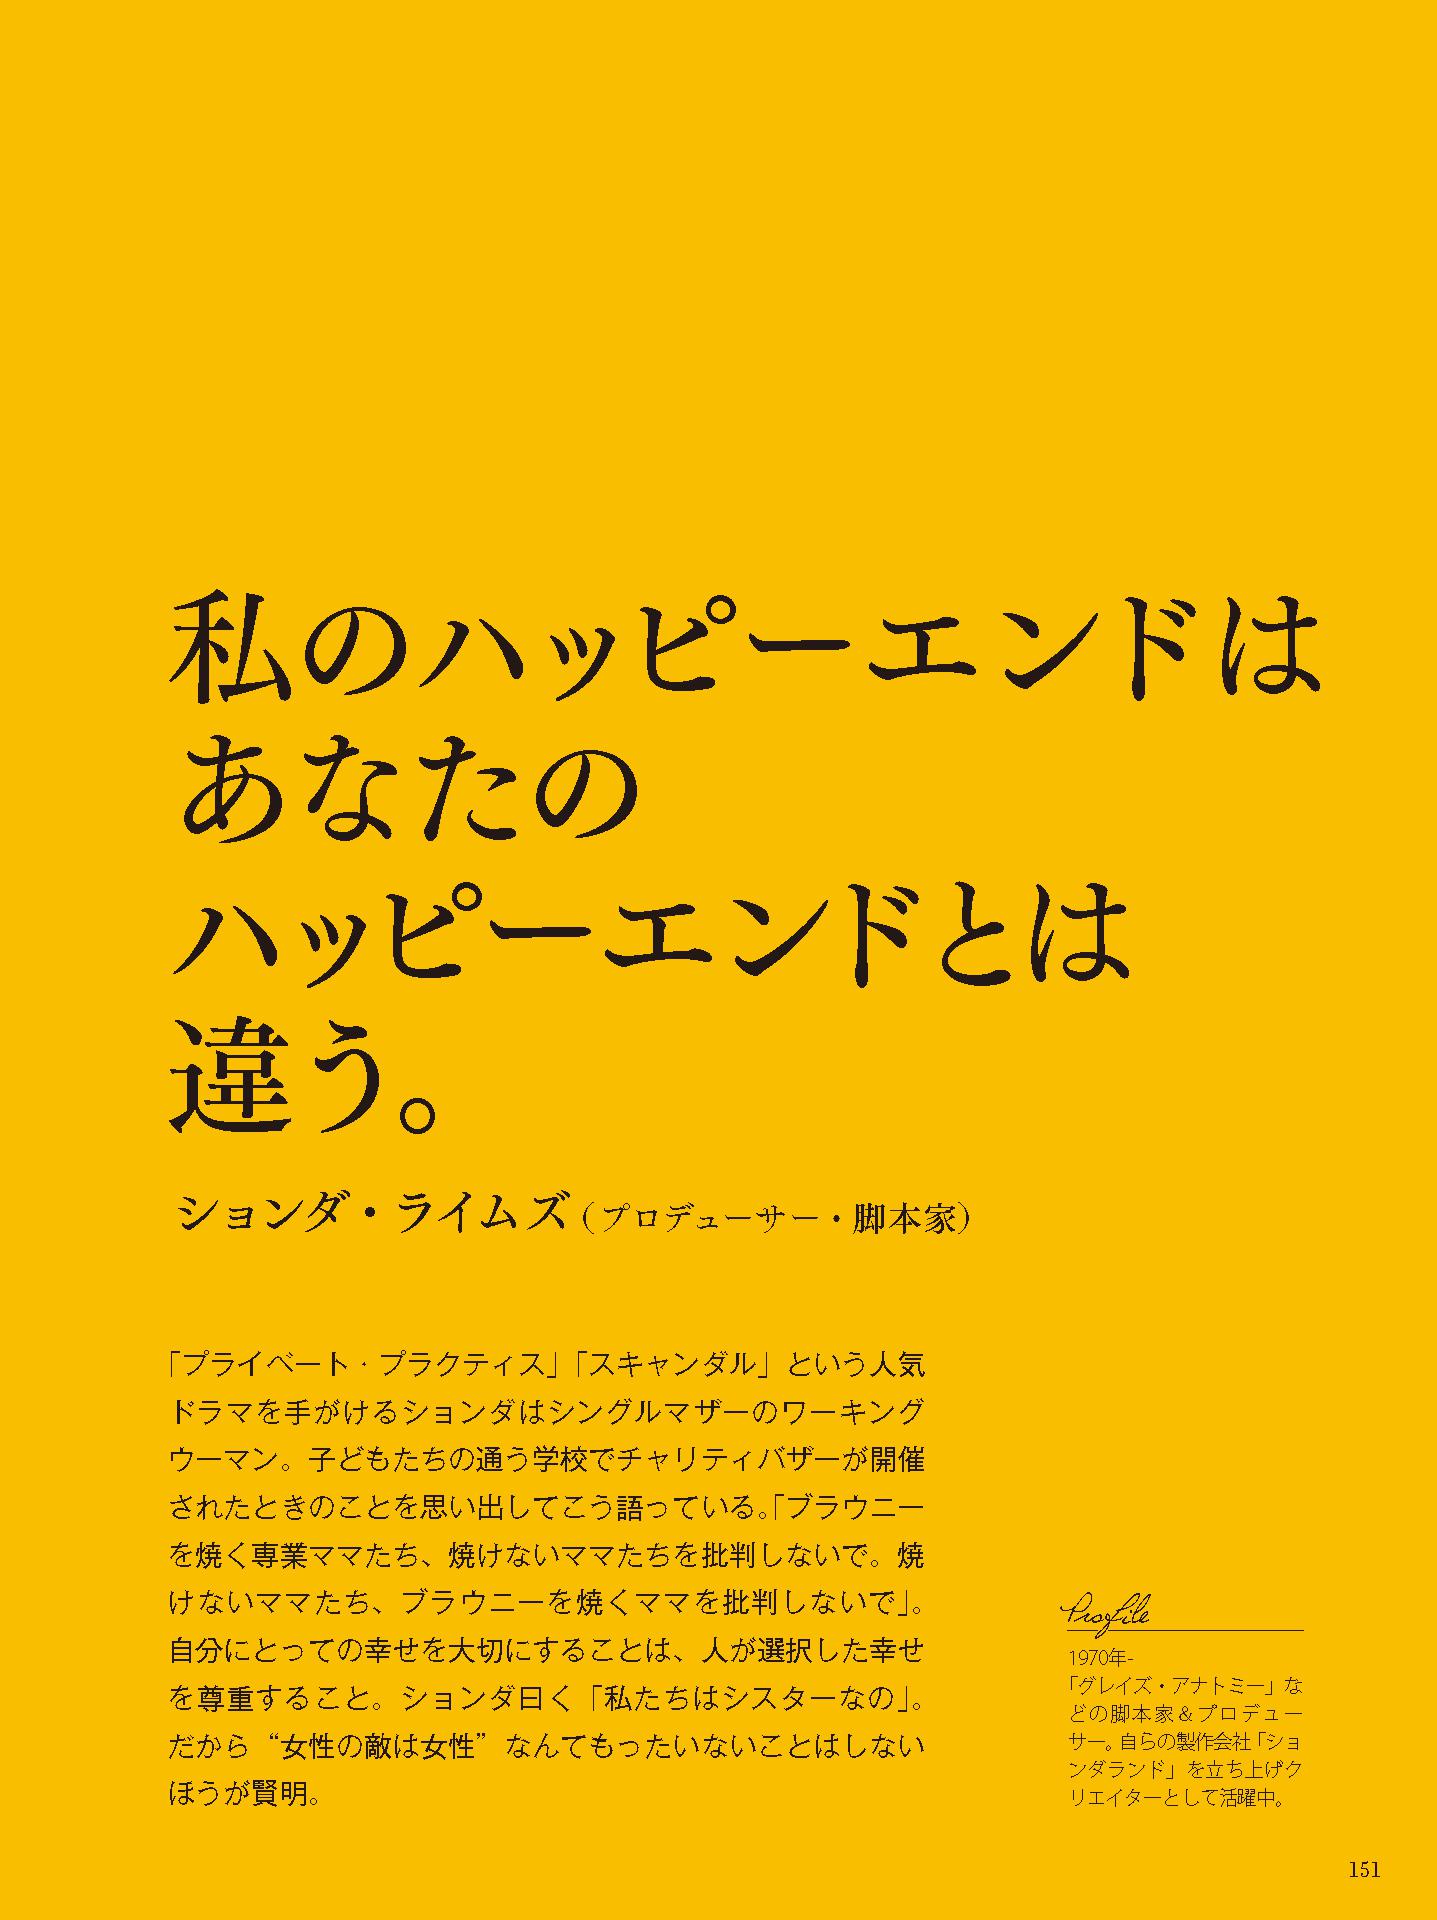 私のハッピーエンドは
あなたの
ハッピーエンドとは
違う。
ションダ・ライムズ（プロデューサー・脚本家）
「プライベート・プラクティス」「スキャンダル」という人気
ドラマを手がけるションダはシングルマザーのワーキング
ウーマン。子どもたちの通う学校でチャリティバザーが開催
されたときのことを思い出してこう語っている。「ブラウニー
を焼く専業ママたち、焼けないママたちを批判しないで。焼
けないママたち、ブラウニーを焼くママを批判しないで」。
自分にとっての幸せを大切にすることは、人が選択した幸せ
を尊重すること。ションダ曰く「私たちはシスターなの」。
だから“女性の敵は女性”なんてもったいないことはしない
ほうが賢明。
Profile
1970年-
「グレイズ・アナトミー」な
どの脚本家＆プロデュー
サー。自らの製作会社「ショ
ンダランド」を立ち上げク
リエイターとして活躍中。
151